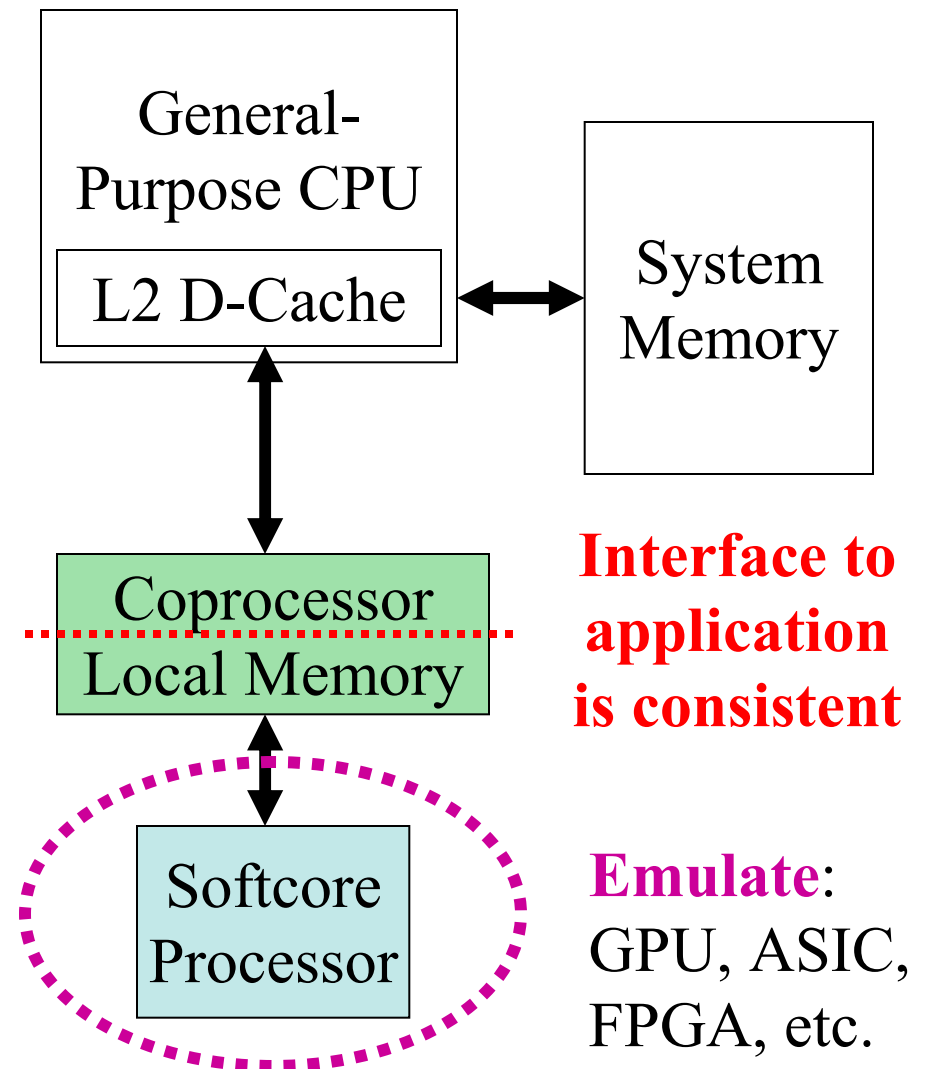 General-
Purpose CPU
L2 D-Cache
System
Memory
Coprocessor
Local Memory
Interface to
application
is consistent
Softcore
Processor
Emulate:
GPU, ASIC,
FPGA, etc.